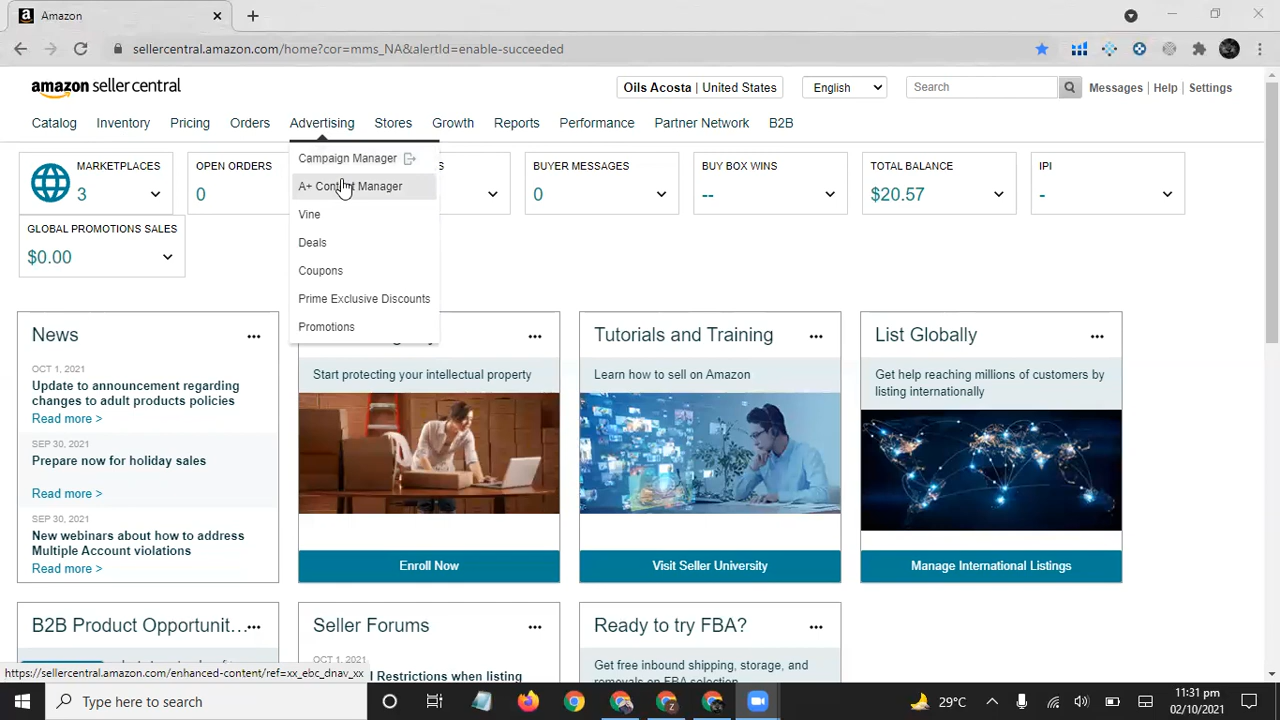 Amazon
sellercentral.amazon.com/home?cor=mms_NA&alertId=enable-succeeded
amazon seller central
Oils Acosta | United States
English
Search
Messages | Help | Settings
Catalog Inventory Pricing Orders Advertising Stores Growth Reports Performance Partner Network B2B
Campaign Manager
A+ Content Manager
Vine
Deals
Coupons
Prime Exclusive Discounts
Promotions
MARKETPLACES
3
OPEN ORDERS
0
BUYER MESSAGES
0
BUY BOX WINS
--
TOTAL BALANCE
$20.57
IPI
-
GLOBAL PROMOTIONS SALES
$0.00
News
OCT 1, 2021
Update to announcement regarding
changes to adult products policies
Read more >
SEP 30, 2021
Prepare now for holiday sales
Read more >
SEP 30, 2021
New webinars about how to address
Multiple Account violations
Read more >
Start protecting your intellectual property
Enroll Now
Tutorials and Training
Learn how to sell on Amazon
Visit Seller University
List Globally
Get help reaching millions of customers by
listing internationally
Manage International Listings
B2B Product Opportunit...
Seller Forums
OCT 1, 2021
Restrictions when listing
Ready to try FBA?
Get free inbound shipping, storage, and
https://sellercentral.amazon.com/enhanced-content/ref=xx_ebc_dnav_xx
Type here to search
29°C
11:31 pm
02/10/2021